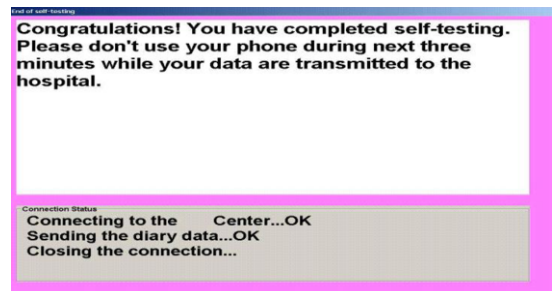 End of self-testing
Congratulations! You have completed self-testing.
Please don't use your phone during next three
minutes while your data are transmitted to the
hospital.
Connection Status
Connecting to the Center...OK
Sending the diary data...OK
Closing the connection...